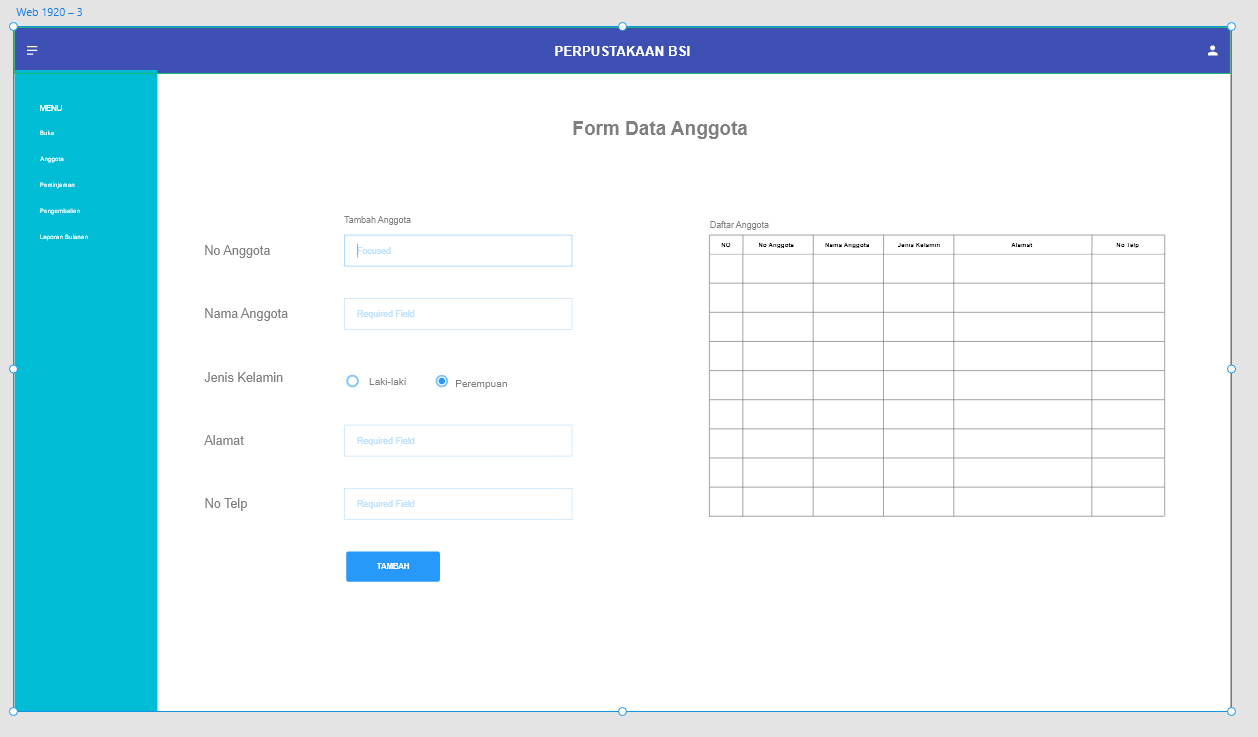 Web 1920 – 3
PERPUSTAKAAN BSI
MENU
Buku
Anggota
Peminjaman
Pengembalian
Laporan Bulanan
Form Data Anggota
Tambah Anggota
No Anggota
Focused
Nama Anggota
Required Field
Jenis Kelamin
Laki-laki
Perempuan
Alamat
Required Field
No Telp
Required Field
TAMBAH
Daftar Anggota
NO No Anggota Nama Anggota Jenis Kelamin Alamat No Telp